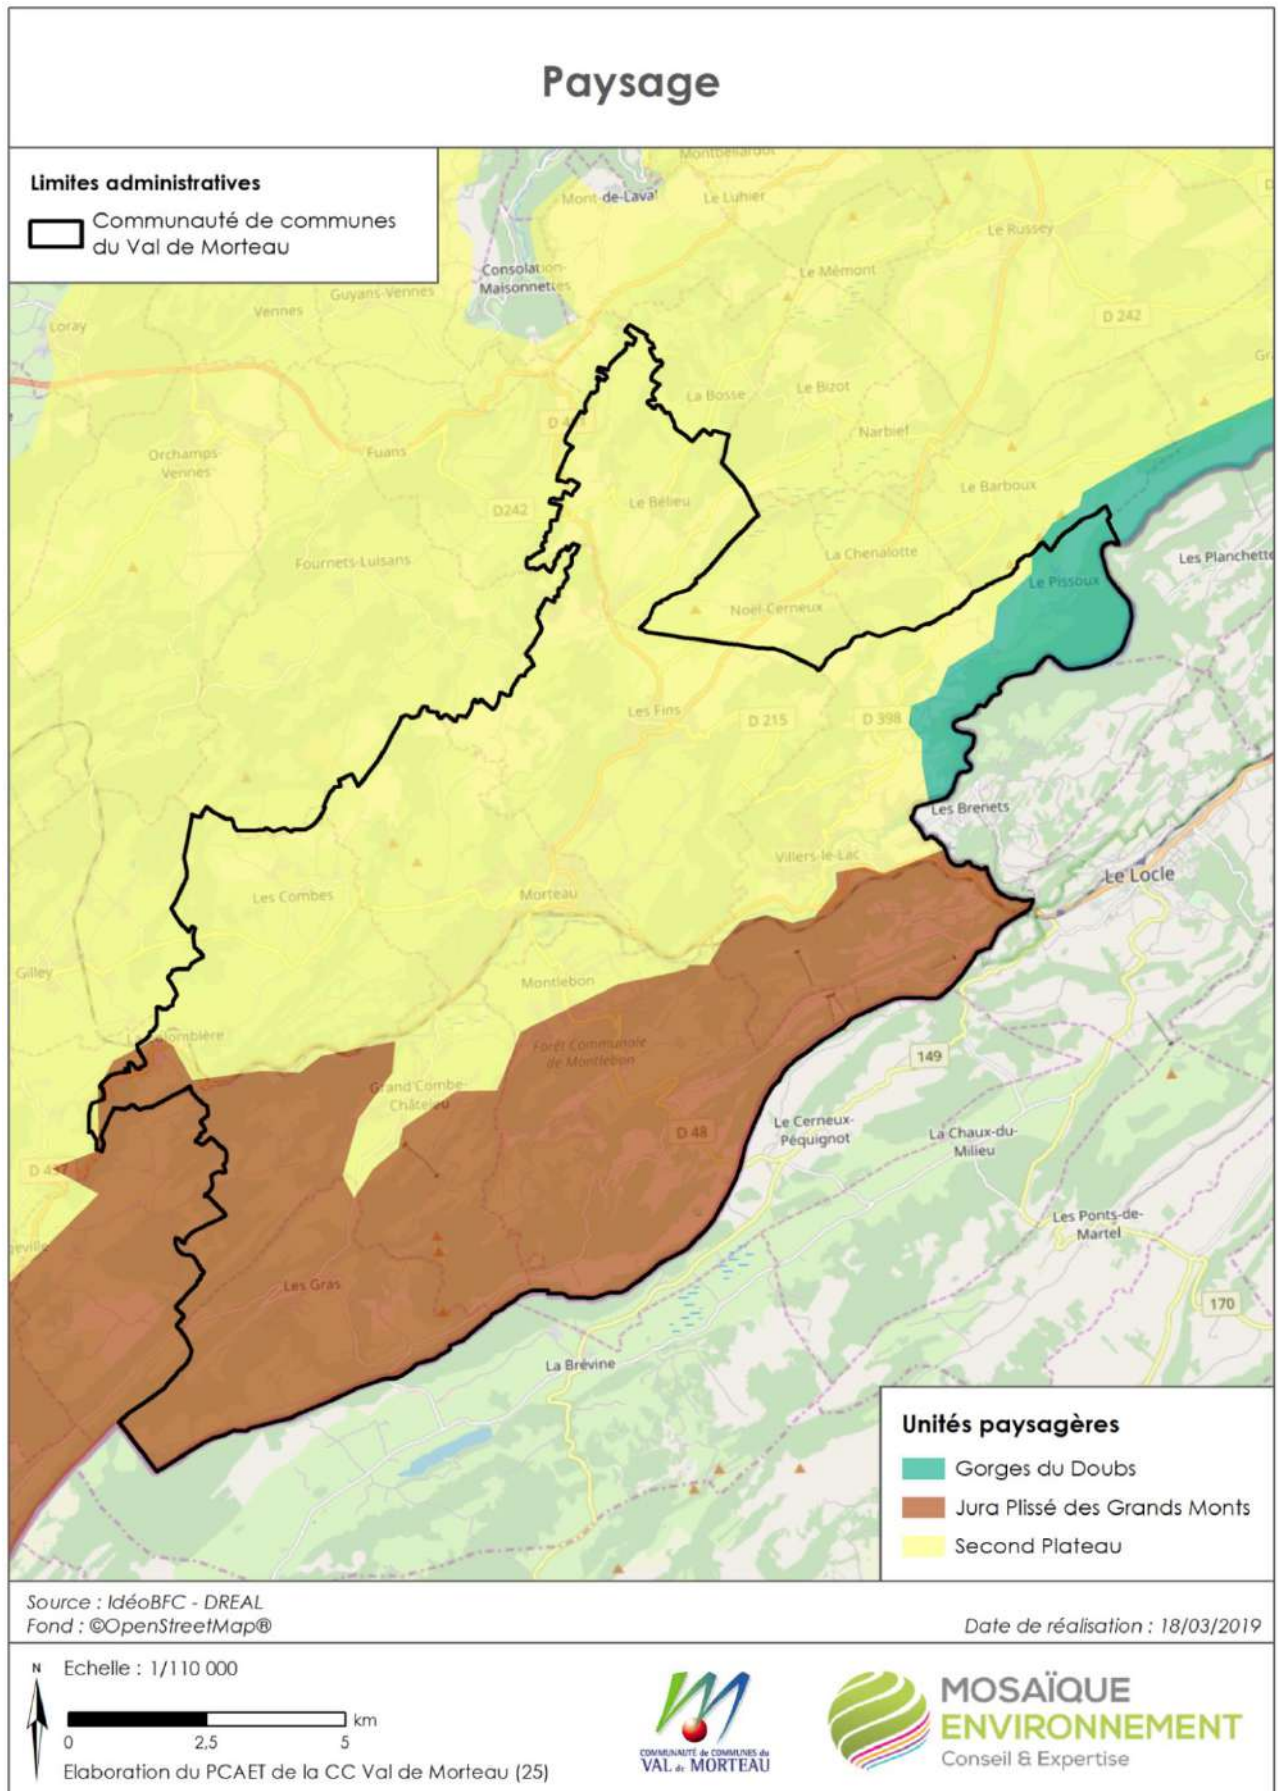 Paysage
Limites administratives
Communauté de communes
du Val de Morteau
Mont-de-Laval
Le Luhier
Le Russey
Consolation-
Maisonnettes
Le Mémont
Guyans-Vennes
Vennes
Loray
D 242
La Bosse
Le Bizot
Narbief
Fuans
Orchamps-
Vennes
Le Barboux
Le Bélieu
D242
La Chenalotte
Les Planchette
Fournets-Luisans
Le Pissoux
Noël-Cerneux
Les Fins
D 215
D 398
Les Brenets
Villers-le-Lac
Le Locle
Les Combes
Morteau
Gilley
Montlebon
Forêt Communale
de Montlebon
149
Grand'Combe-
Châteleu
Le Cerneux-
Péquignot
D 48
La Chaux-du-
Milieu
Les Ponts-de-
Martel
Les Gras
170
La Brévine
Unités paysagères
Gorges du Doubs
Jura Plissé des Grands Monts
Second Plateau
Source : IdéoBFC - DREAL
Fond : ©OpenStreetMap®
Date de réalisation : 18/03/2019
N
Echelle : 1/110 000
km
0 2,5 5
Elaboration du PCAET de la CC Val de Morteau (25)
COMMUNAUTÉ de COMMUNES du
VAL de MORTEAU
MOSAÏQUE
ENVIRONNEMENT
Conseil & Expertise